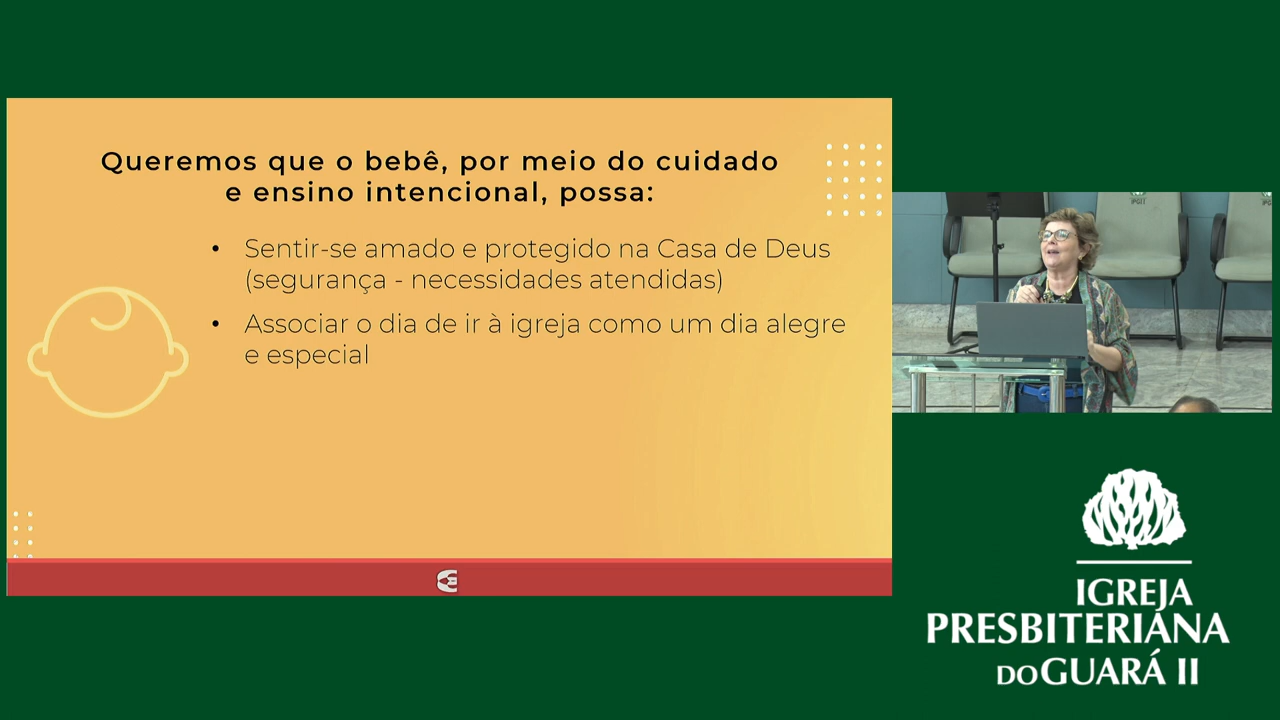 Queremos que o bebê, por meio do cuidado
e ensino intencional, possa:
• Sentir-se amado e protegido na Casa de Deus
(segurança - necessidades atendidas)
• Associar o dia de ir à igreja como um dia alegre
e especial
IGREJA
PRESBITERIANA
DO GUARÁ II